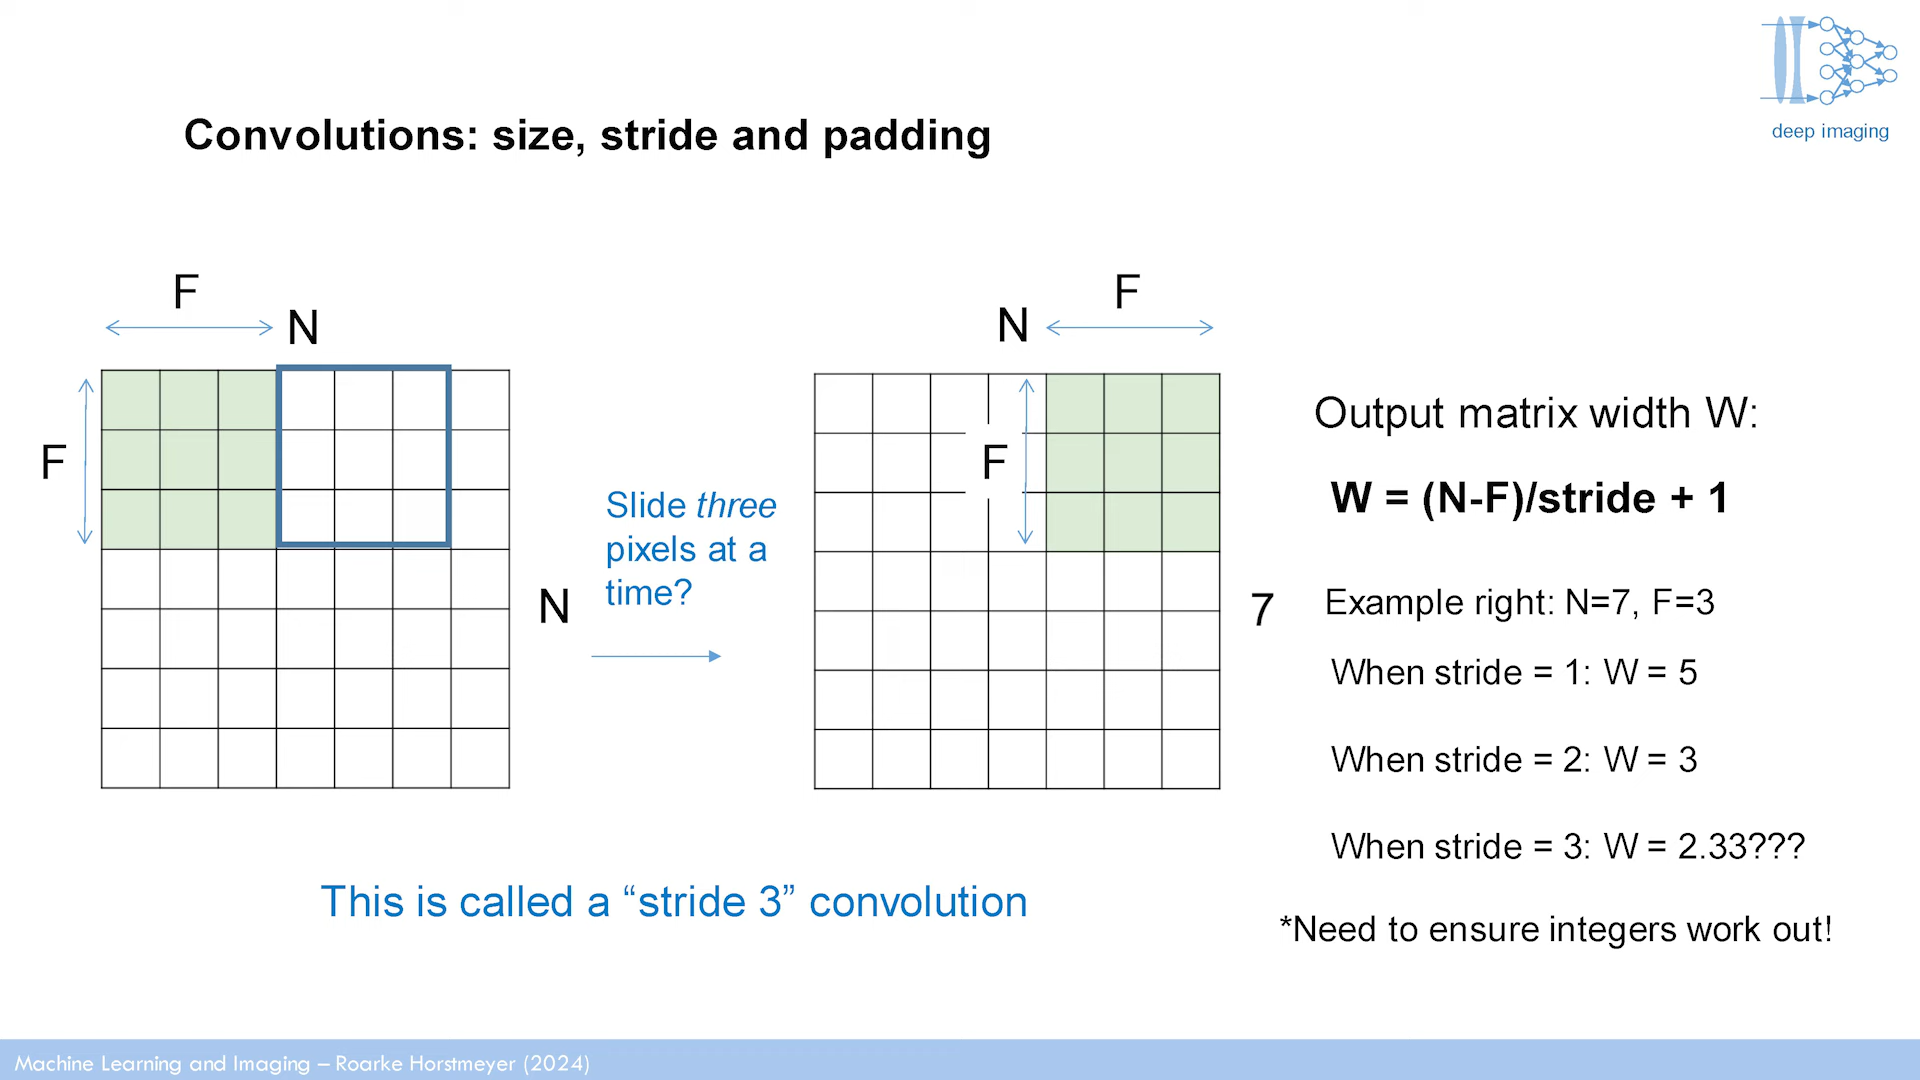 deep imaging
Convolutions: size, stride and padding
F
N
F
N
Slide three
pixels at a
time?
N
F
F
7
Output matrix width W:
W = (N-F)/stride + 1
Example right: N=7, F=3
When stride = 1: W = 5
When stride = 2: W = 3
When stride = 3: W = 2.33???
*Need to ensure integers work out!
This is called a “stride 3” convolution
Machine Learning and Imaging – Roarke Horstmeyer (2024)